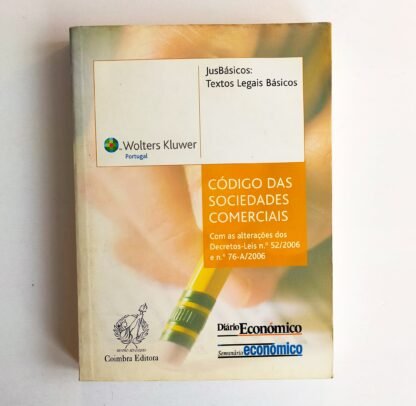 JusBásicos:
Textos Legais Básicos
Wolters Kluwer
Portugal
CÓDIGO DAS
SOCIEDADES
COMERCIAIS
Com as alterações dos
Decretos-Leis n.º 52/2006
e n.º 76-A/2006
Diário Económico
Semanário económico
Coimbra Editora